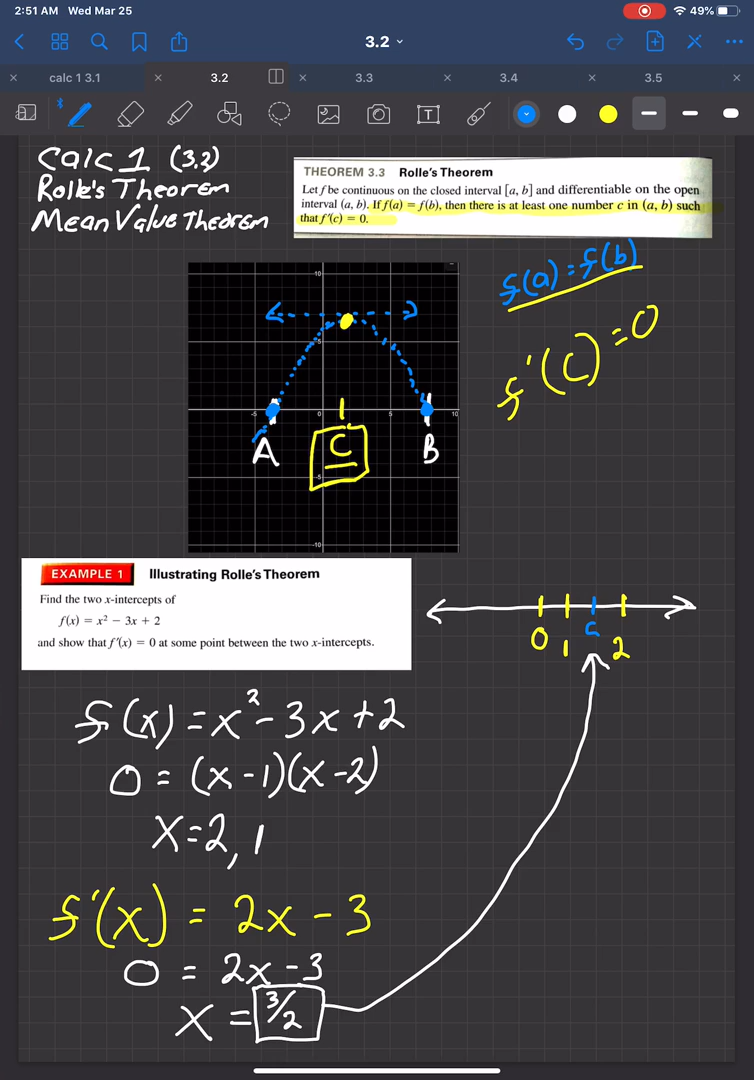 2:51 AM Wed Mar 25
49%
3.2
calc 1 3.1
3.2
3.3
3.4
3.5
T
Calc 1 (3.2)
Rolle's Theorem
Mean Value Theorem
THEOREM 3.3 Rolle's Theorem
Let f be continuous on the closed interval [a, b] and differentiable on the open
interval (a, b). If f(a) = f(b), then there is at least one number c in (a, b) such
that f'(c) = 0.
f(a) = f(b)
f'(c) = 0
10
5
-5
0
5
10
-5
-10
A
C
B
EXAMPLE 1 Illustrating Rolle's Theorem
Find the two x-intercepts of
f(x) = x² − 3x + 2
and show that f'(x) = 0 at some point between the two x-intercepts.
0 1 C 2
f(x) = x² - 3x + 2
0 = (x - 1)(x - 2)
x = 2, 1
f'(x) = 2x - 3
0 = 2x - 3
x = 3/2